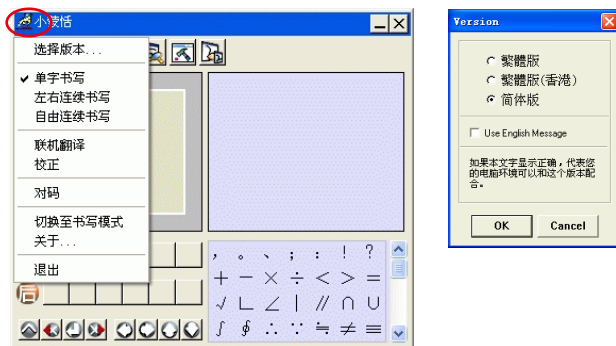 小蒙恬
选择版本...
单字书写
左右连续书写
自由连续书写
联机翻译
校正
对码
切换至书写模式
关于...
退出
, 。 、 ; : ! ?
+ − × ÷ < > =
√ ∟ ∠ | // ∩ ∪
∫ ∮ ∴ ∵ ≒ ≠ ≡
Version
繁體版
繁體版(香港)
简体版
Use English Message
如果本文字显示正确，代表您
的电脑环境可以和这个版本配
合。
OK Cancel